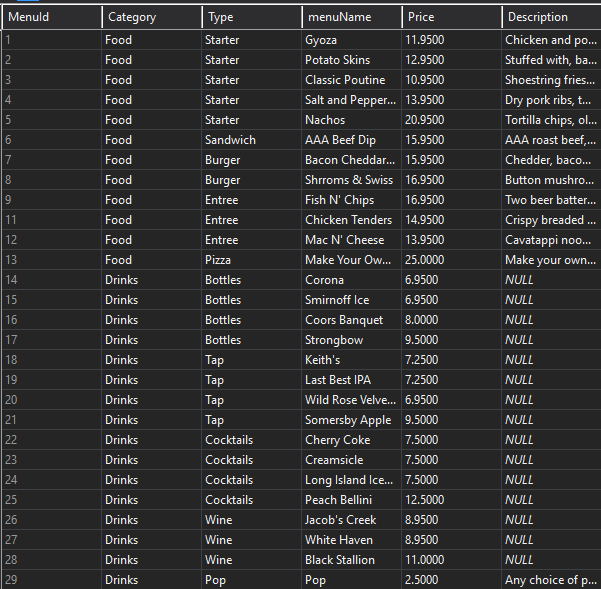 MenuId Category Type menuName Price Description
1 Food Starter Gyoza 11.9500 Chicken and po...
2 Food Starter Potato Skins 12.9500 Stuffed with, ba...
3 Food Starter Classic Poutine 10.9500 Shoestring fries...
4 Food Starter Salt and Pepper... 13.9500 Dry pork ribs, t...
5 Food Starter Nachos 20.9500 Tortilla chips, ol...
6 Food Sandwich AAA Beef Dip 15.9500 AAA roast beef,...
7 Food Burger Bacon Cheddar... 15.9500 Chedder, baco...
8 Food Burger Shrroms & Swiss 16.9500 Button mushro...
9 Food Entree Fish N' Chips 16.9500 Two beer batter...
11 Food Entree Chicken Tenders 14.9500 Crispy breaded ...
12 Food Entree Mac N' Cheese 13.9500 Cavatappi noo...
13 Food Pizza Make Your Ow... 25.0000 Make your own...
14 Drinks Bottles Corona 6.9500 NULL
15 Drinks Bottles Smirnoff Ice 6.9500 NULL
16 Drinks Bottles Coors Banquet 8.0000 NULL
17 Drinks Bottles Strongbow 9.5000 NULL
18 Drinks Tap Keith's 7.2500 NULL
19 Drinks Tap Last Best IPA 7.2500 NULL
20 Drinks Tap Wild Rose Velve... 6.9500 NULL
21 Drinks Tap Somersby Apple 9.5000 NULL
22 Drinks Cocktails Cherry Coke 7.5000 NULL
23 Drinks Cocktails Creamsicle 7.5000 NULL
24 Drinks Cocktails Long Island Ice... 7.5000 NULL
25 Drinks Cocktails Peach Bellini 12.5000 NULL
26 Drinks Wine Jacob's Creek 8.9500 NULL
27 Drinks Wine White Haven 8.9500 NULL
28 Drinks Wine Black Stallion 11.0000 NULL
29 Drinks Pop Pop 2.5000 Any choice of p...